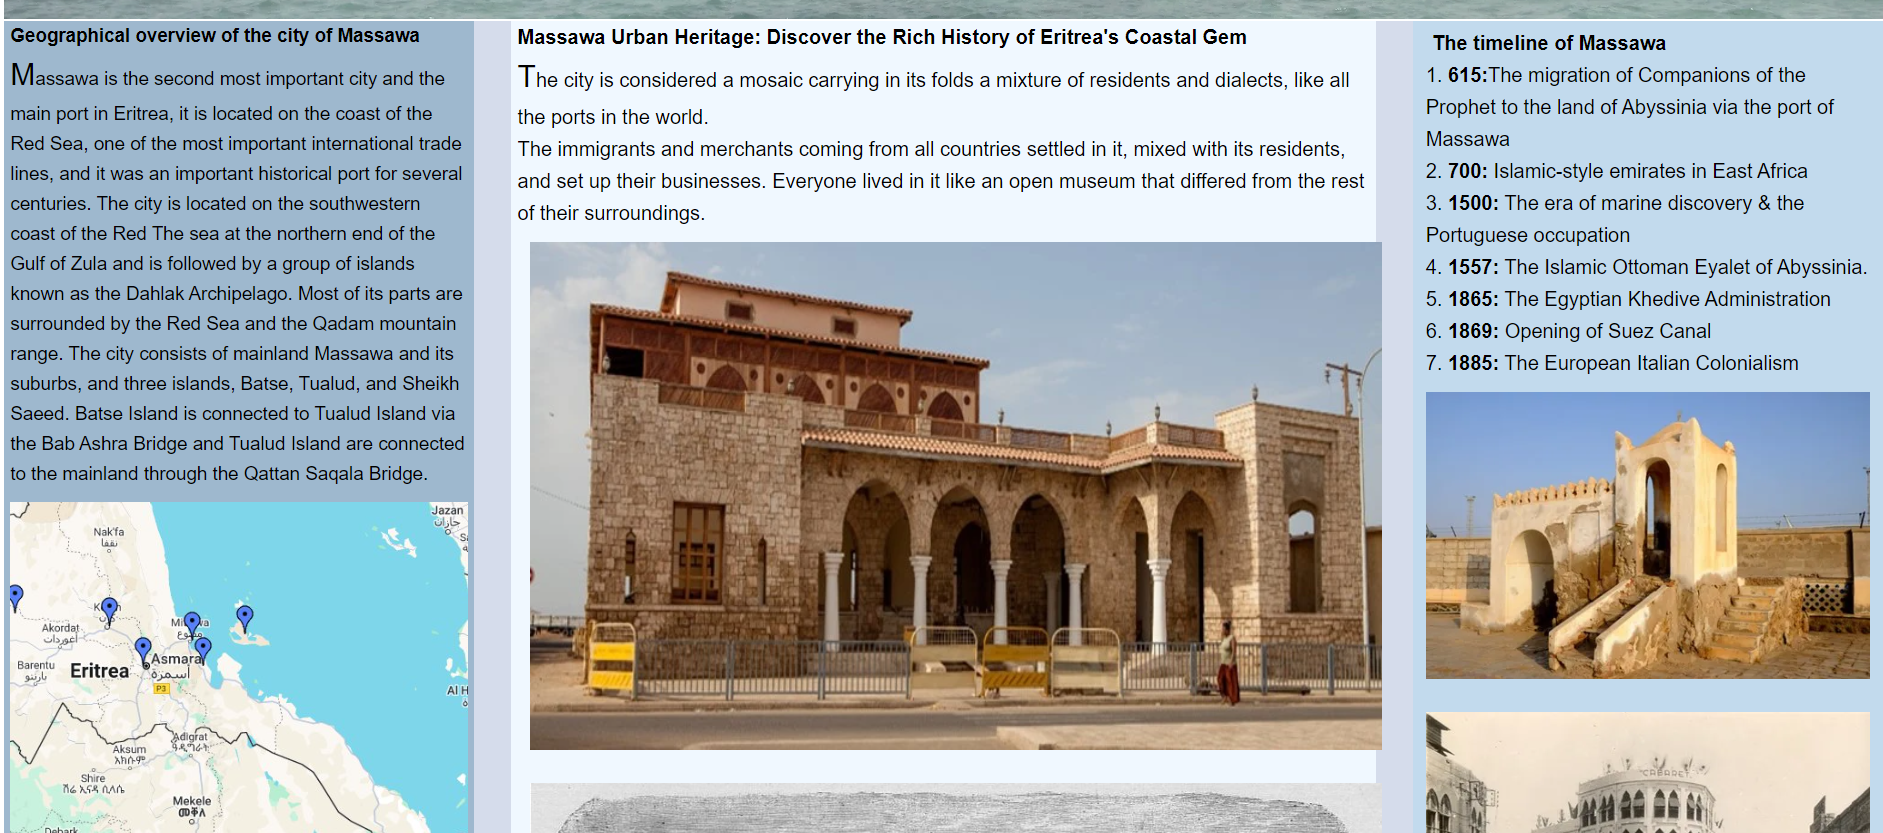 Geographical overview of the city of Massawa
Massawa is the second most important city and the
main port in Eritrea, it is located on the coast of the
Red Sea, one of the most important international trade
lines, and it was an important historical port for several
centuries. The city is located on the southwestern
coast of the Red The sea at the northern end of the
Gulf of Zula and is followed by a group of islands
known as the Dahlak Archipelago. Most of its parts are
surrounded by the Red Sea and the Qadam mountain
range. The city consists of mainland Massawa and its
suburbs, and three islands, Batse, Tualud, and Sheikh
Saeed. Batse Island is connected to Tualud Island via
the Bab Ashra Bridge and Tualud Island are connected
to the mainland through the Qattan Saqala Bridge.
Jazan
جازان
Nak'fa
نقفا
Akordat
أغوردات
Asmara
أسمرة
Barentu
بارنتو
Eritrea
P3
Al H
Adigrat
ዓዲግራት
Aksum
አክሱም
Shire
ሽሬ እንዳ ስላሴ
Mekele
መቐለ
Debark
Massawa Urban Heritage: Discover the Rich History of Eritrea's Coastal Gem
The city is considered a mosaic carrying in its folds a mixture of residents and dialects, like all
the ports in the world.
The immigrants and merchants coming from all countries settled in it, mixed with its residents,
and set up their businesses. Everyone lived in it like an open museum that differed from the rest
of their surroundings.
The timeline of Massawa
1. 615:The migration of Companions of the
Prophet to the land of Abyssinia via the port of
Massawa
2. 700: Islamic-style emirates in East Africa
3. 1500: The era of marine discovery & the
Portuguese occupation
4. 1557: The Islamic Ottoman Eyalet of Abyssinia.
5. 1865: The Egyptian Khedive Administration
6. 1869: Opening of Suez Canal
7. 1885: The European Italian Colonialism
CABARET